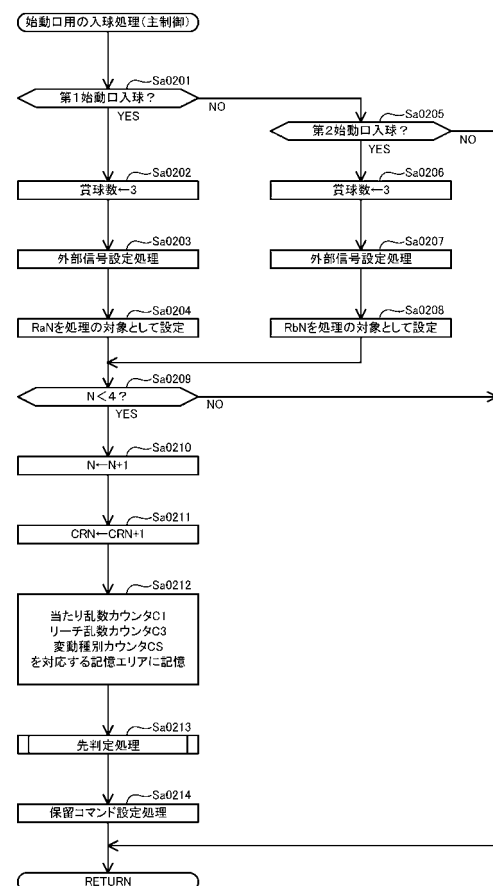 始動口用の入球処理(主制御)
Sa0201
第1始動口入球?
YES
NO
Sa0205
第2始動口入球?
YES
NO
Sa0202
賞球数←3
Sa0206
賞球数←3
Sa0203
外部信号設定処理
Sa0207
外部信号設定処理
Sa0204
RaNを処理の対象として設定
Sa0208
RbNを処理の対象として設定
Sa0209
N<4?
YES
NO
Sa0210
N←N+1
Sa0211
CRN←CRN+1
Sa0212
当たり乱数カウンタC1
リーチ乱数カウンタC3
変動種別カウンタCS
を対応する記憶エリアに記憶
Sa0213
先判定処理
Sa0214
保留コマンド設定処理
RETURN